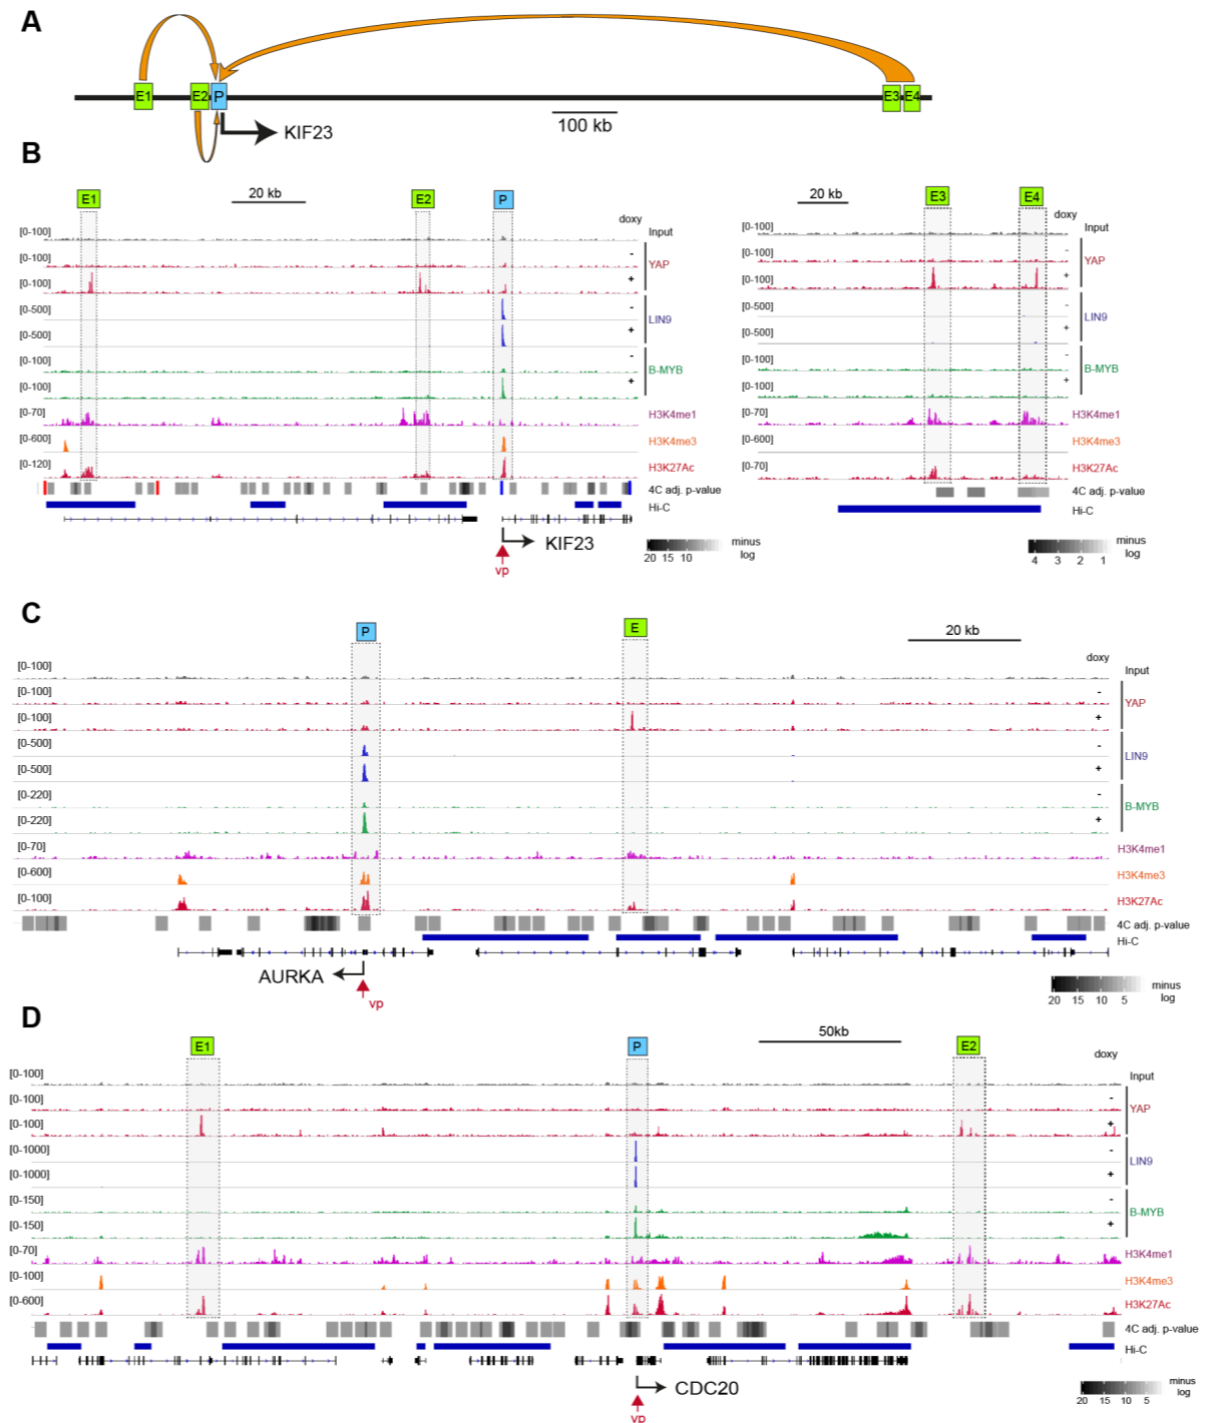 A
E1 E2 P E3 E4
100 kb
KIF23
B
E1 20 kb E2 P
doxy
[0-100] Input
[0-100] -
YAP
[0-100] +
[0-500] -
LIN9
[0-500] +
[0-100] -
B-MYB
[0-100] +
[0-70] H3K4me1
[0-600] H3K4me3
[0-120] H3K27Ac
4C adj. p-value
Hi-C
KIF23
vp
20 15 10 minus log
20 kb E3 E4
doxy
[0-100] Input
[0-100] -
YAP
[0-100] +
[0-500] -
LIN9
[0-500] +
[0-100] -
B-MYB
[0-100] +
[0-70] H3K4me1
[0-600] H3K4me3
[0-70] H3K27Ac
4C adj. p-value
Hi-C
4 3 2 1 minus log
C
P E 20 kb
doxy
[0-100] Input
[0-100] -
YAP
[0-100] +
[0-500] -
LIN9
[0-500] +
[0-220] -
B-MYB
[0-220] +
[0-70] H3K4me1
[0-600] H3K4me3
[0-100] H3K27Ac
4C adj. p-value
Hi-C
AURKA
vp
20 15 10 5 minus log
D
E1 P 50kb E2
doxy
[0-100] Input
[0-100] -
YAP
[0-100] +
[0-1000] -
LIN9
[0-1000] +
[0-150] -
B-MYB
[0-150] +
[0-70] H3K4me1
[0-100] H3K4me3
[0-600] H3K27Ac
4C adj. p-value
Hi-C
CDC20
vp
20 15 10 5 minus log